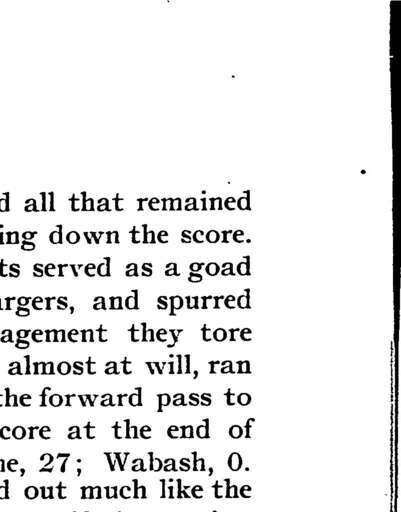 d all that remained
ing down the score.
ts served as a goad
rgers, and spurred
agement they tore
almost at will, ran
the forward pass to
core at the end of
ne, 27; Wabash, 0.
d out much like the